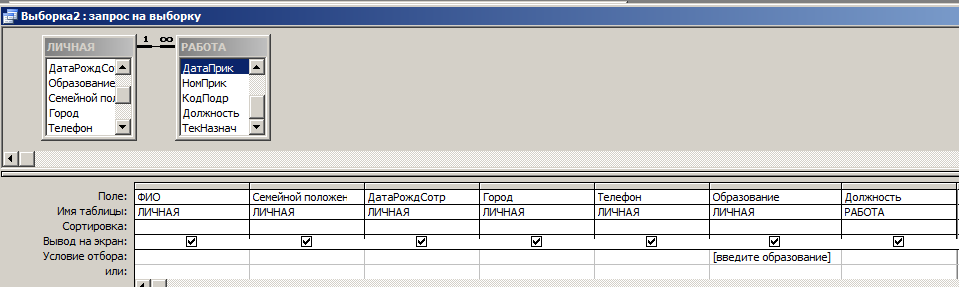 Выборка2 : запрос на выборку
ЛИЧНАЯ
ДатаРождСо
Образование
Семейной пол
Город
Телефон
1 ∞
РАБОТА
ДатаПрик
НомПрик
КодПодр
Должность
ТекНазнач
Поле: ФИО Семейной положен ДатаРождСотр Город Телефон Образование Должность
Имя таблицы: ЛИЧНАЯ ЛИЧНАЯ ЛИЧНАЯ ЛИЧНАЯ ЛИЧНАЯ ЛИЧНАЯ РАБОТА
Сортировка:
Вывод на экран:
Условие отбора: [введите образование]
или: